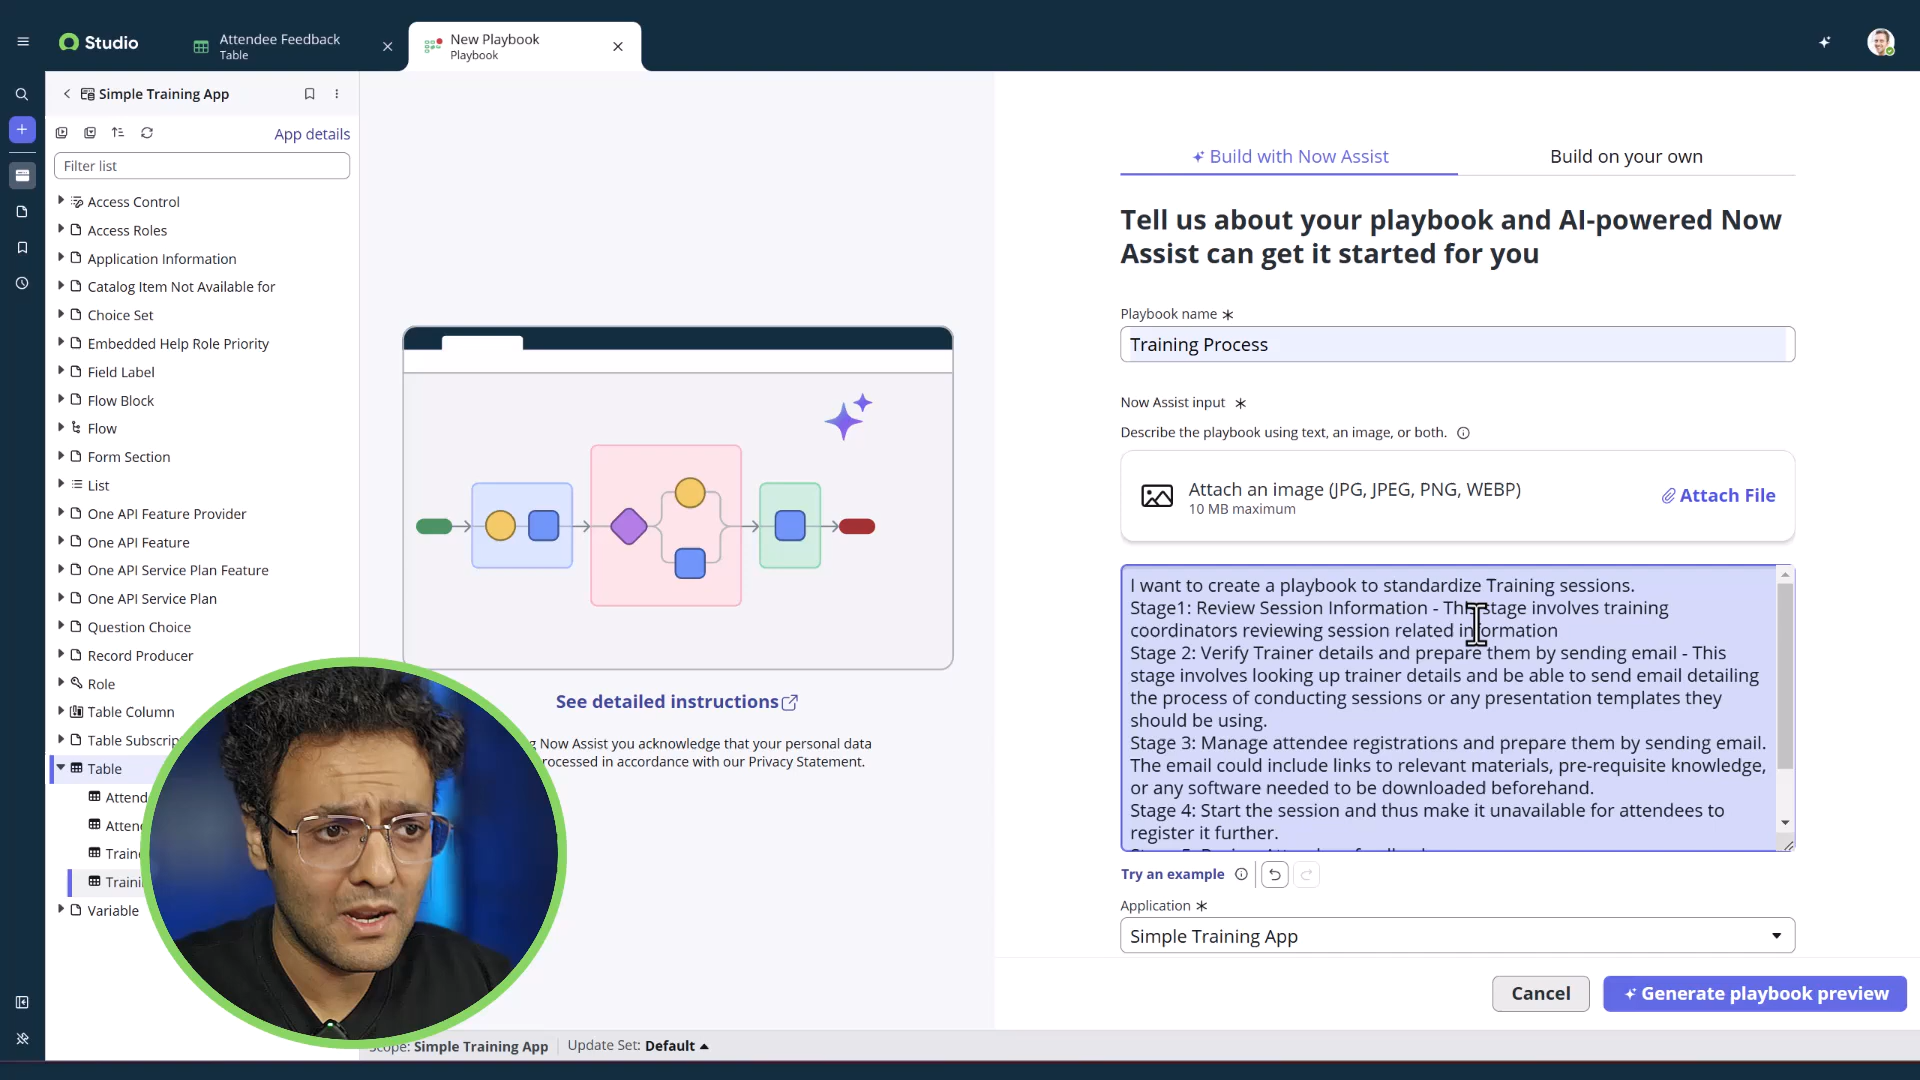 Studio
Attendee Feedback
Table
New Playbook
Playbook
Simple Training App
App details
Filter list
Access Control
Access Roles
Application Information
Catalog Item Not Available for
Choice Set
Embedded Help Role Priority
Field Label
Flow Block
Flow
Form Section
List
One API Feature Provider
One API Feature
One API Service Plan Feature
One API Service Plan
Question Choice
Record Producer
Role
Table Column
Table Subscrip
Table
Attend
Atten
Train
Traini
Variable
See detailed instructions
Now Assist you acknowledge that your personal data
ocessed in accordance with our Privacy Statement.
Build with Now Assist
Build on your own
Tell us about your playbook and AI-powered Now
Assist can get it started for you
Playbook name *
Training Process
Now Assist input *
Describe the playbook using text, an image, or both.
Attach an image (JPG, JPEG, PNG, WEBP)
10 MB maximum
Attach File
I want to create a playbook to standardize Training sessions.
Stage1: Review Session Information - This stage involves training
coordinators reviewing session related information
Stage 2: Verify Trainer details and prepare them by sending email - This
stage involves looking up trainer details and be able to send email detailing
the process of conducting sessions or any presentation templates they
should be using.
Stage 3: Manage attendee registrations and prepare them by sending email.
The email could include links to relevant materials, pre-requisite knowledge,
or any software needed to be downloaded beforehand.
Stage 4: Start the session and thus make it unavailable for attendees to
register it further.
Try an example
Application *
Simple Training App
Cancel
Generate playbook preview
Scope: Simple Training App
Update Set: Default